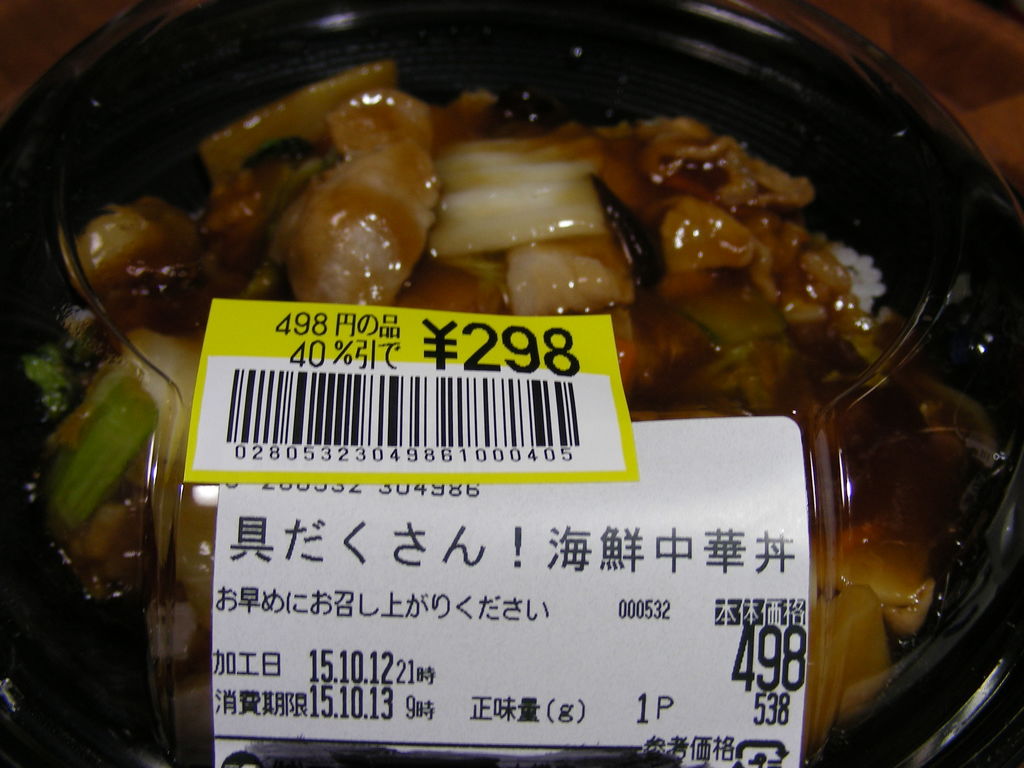 498円の品
40%引で ¥298
02805323049861000405
具だくさん!海鮮中華丼
お早めにお召し上がりください 000532 本体価格
498
加工日 15.10.12 21時
消費期限 15.10.13 9時 正味量(g) 1P 538
参考価格